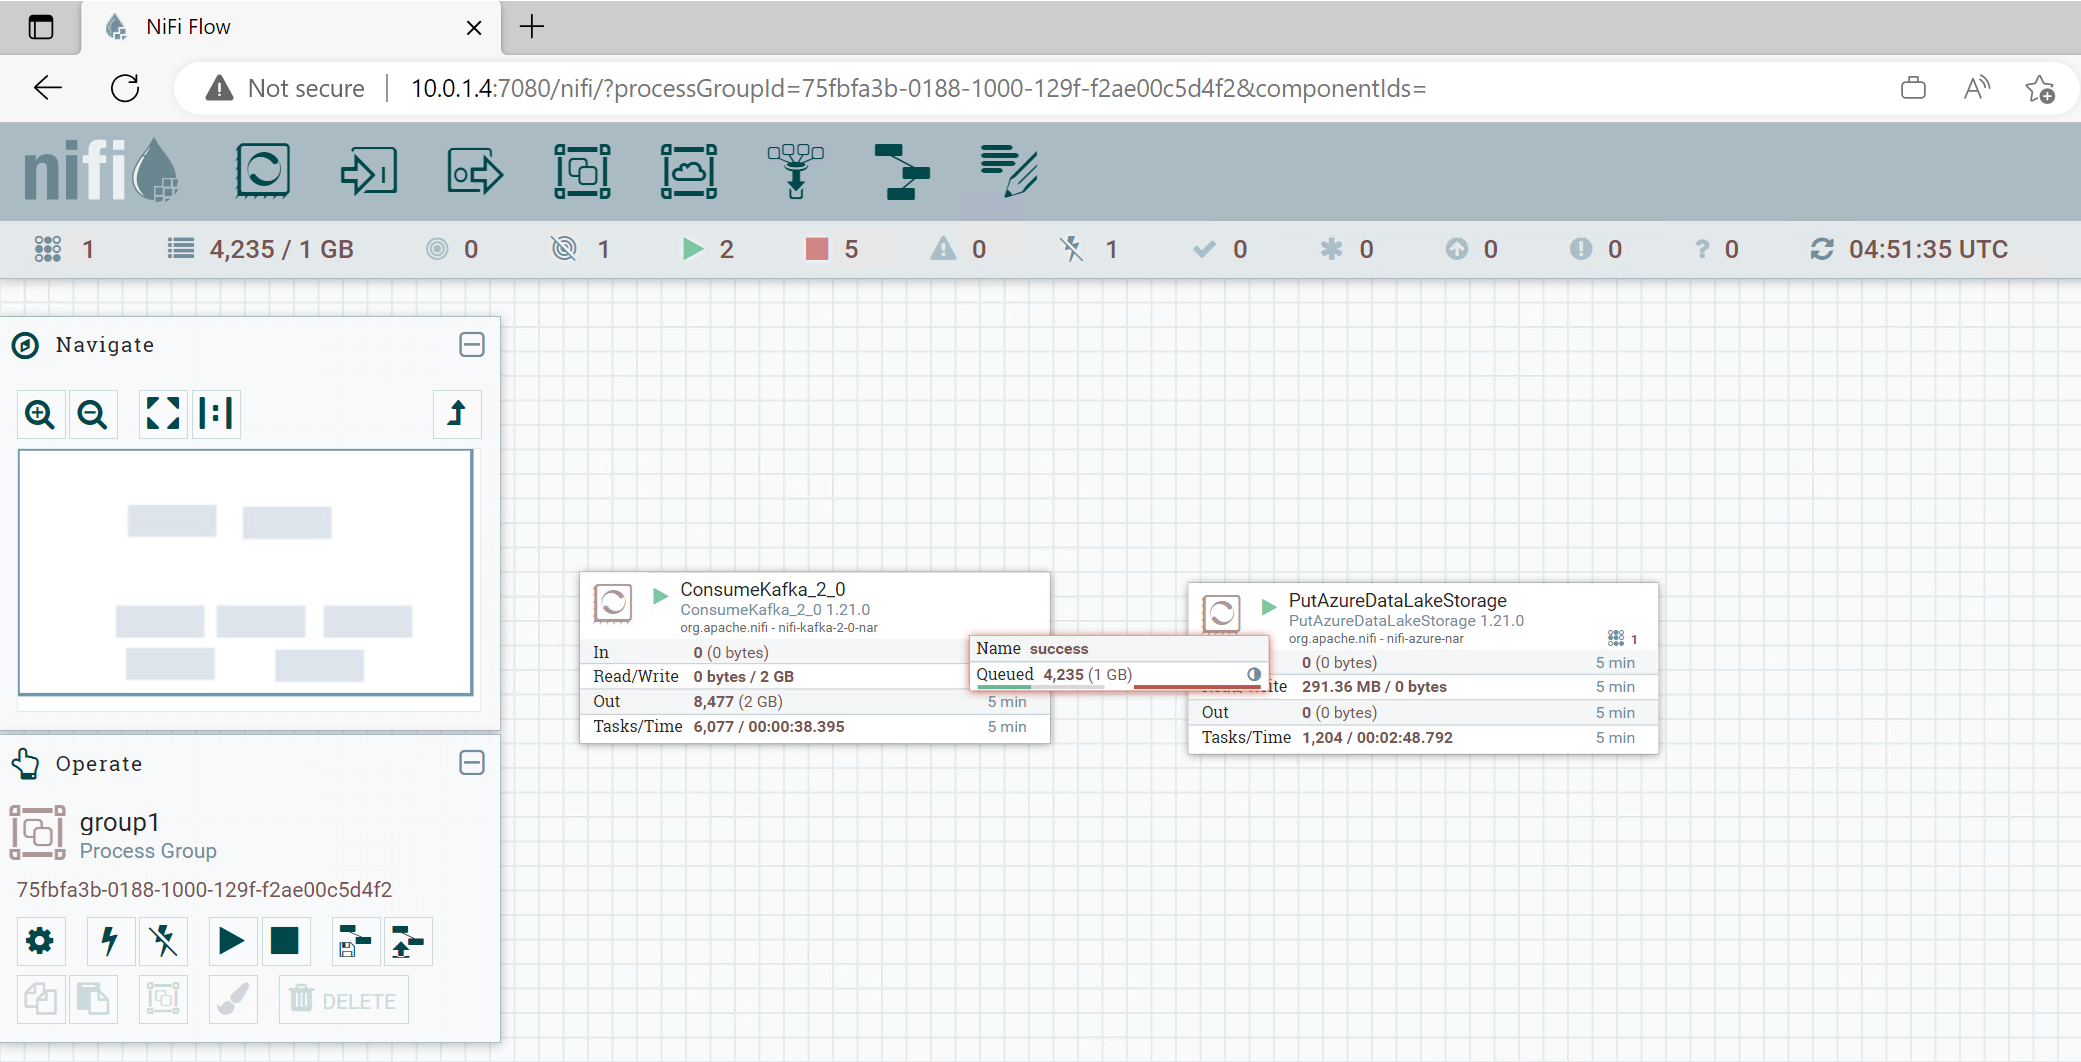 NiFi Flow
Not secure 10.0.1.4:7080/nifi/?processGroupId=75fbfa3b-0188-1000-129f-f2ae00c5d4f2&componentIds=
nifi
1 4,235 / 1 GB 0 1 2 5 0 1 0 0 0 0 ? 0 04:51:35 UTC
Navigate
Operate
group1
Process Group
75fbfa3b-0188-1000-129f-f2ae00c5d4f2
DELETE
ConsumeKafka_2_0
ConsumeKafka_2_0 1.21.0
org.apache.nifi - nifi-kafka-2-0-nar
In 0 (0 bytes)
Read/Write 0 bytes / 2 GB
Out 8,477 (2 GB) 5 min
Tasks/Time 6,077 / 00:00:38.395 5 min
Name success
Queued 4,235 (1 GB)
PutAzureDataLakeStorage
PutAzureDataLakeStorage 1.21.0
org.apache.nifi - nifi-azure-nar
1
0 (0 bytes) 5 min
291.36 MB / 0 bytes 5 min
Out 0 (0 bytes) 5 min
Tasks/Time 1,204 / 00:02:48.792 5 min